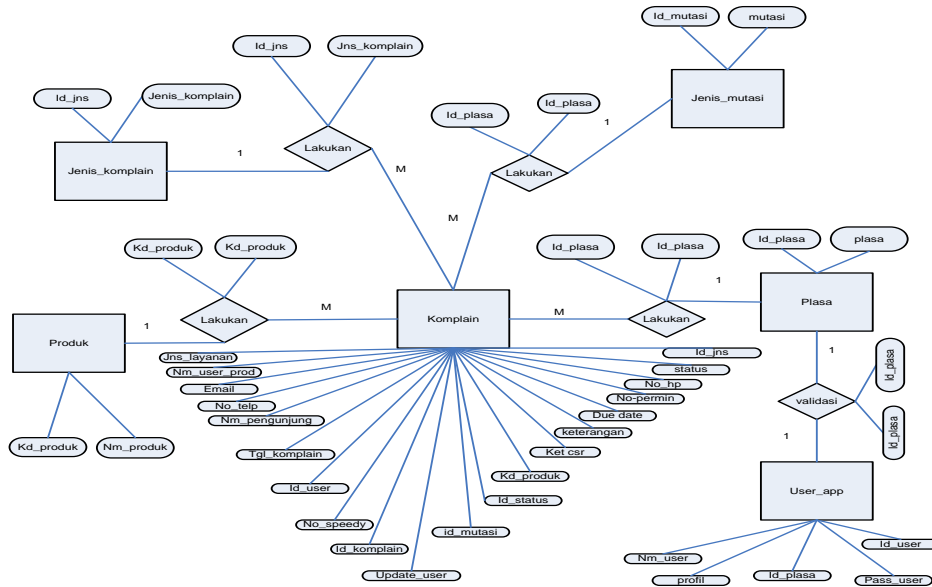 Id_mutasi
mutasi
Id_jns
Jns_komplain
Id_jns
Jenis_komplain
Id_plasa
Id_plasa
Jenis_mutasi
1
Lakukan
1
Jenis_komplain
Lakukan
M
M
Kd_produk
Kd_produk
Id_plasa
Id_plasa
Id_plasa
plasa
1
Produk
1
Lakukan
M
Komplain
M
Lakukan
Plasa
Jns_layanan
Id_jns
Nm_user_prod
status
Email
No_hp
No_telp
No-permin
Nm_pengunjung
Due date
keterangan
Tgl_komplain
Ket csr
Id_user
Kd_produk
Id_status
No_speedy
id_mutasi
Id_komplain
Update_user
Kd_produk
Nm_produk
1
validasi
Id_plasa
Id_plasa
1
User_app
Nm_user
profil
Id_plasa
Id_user
Pass_user